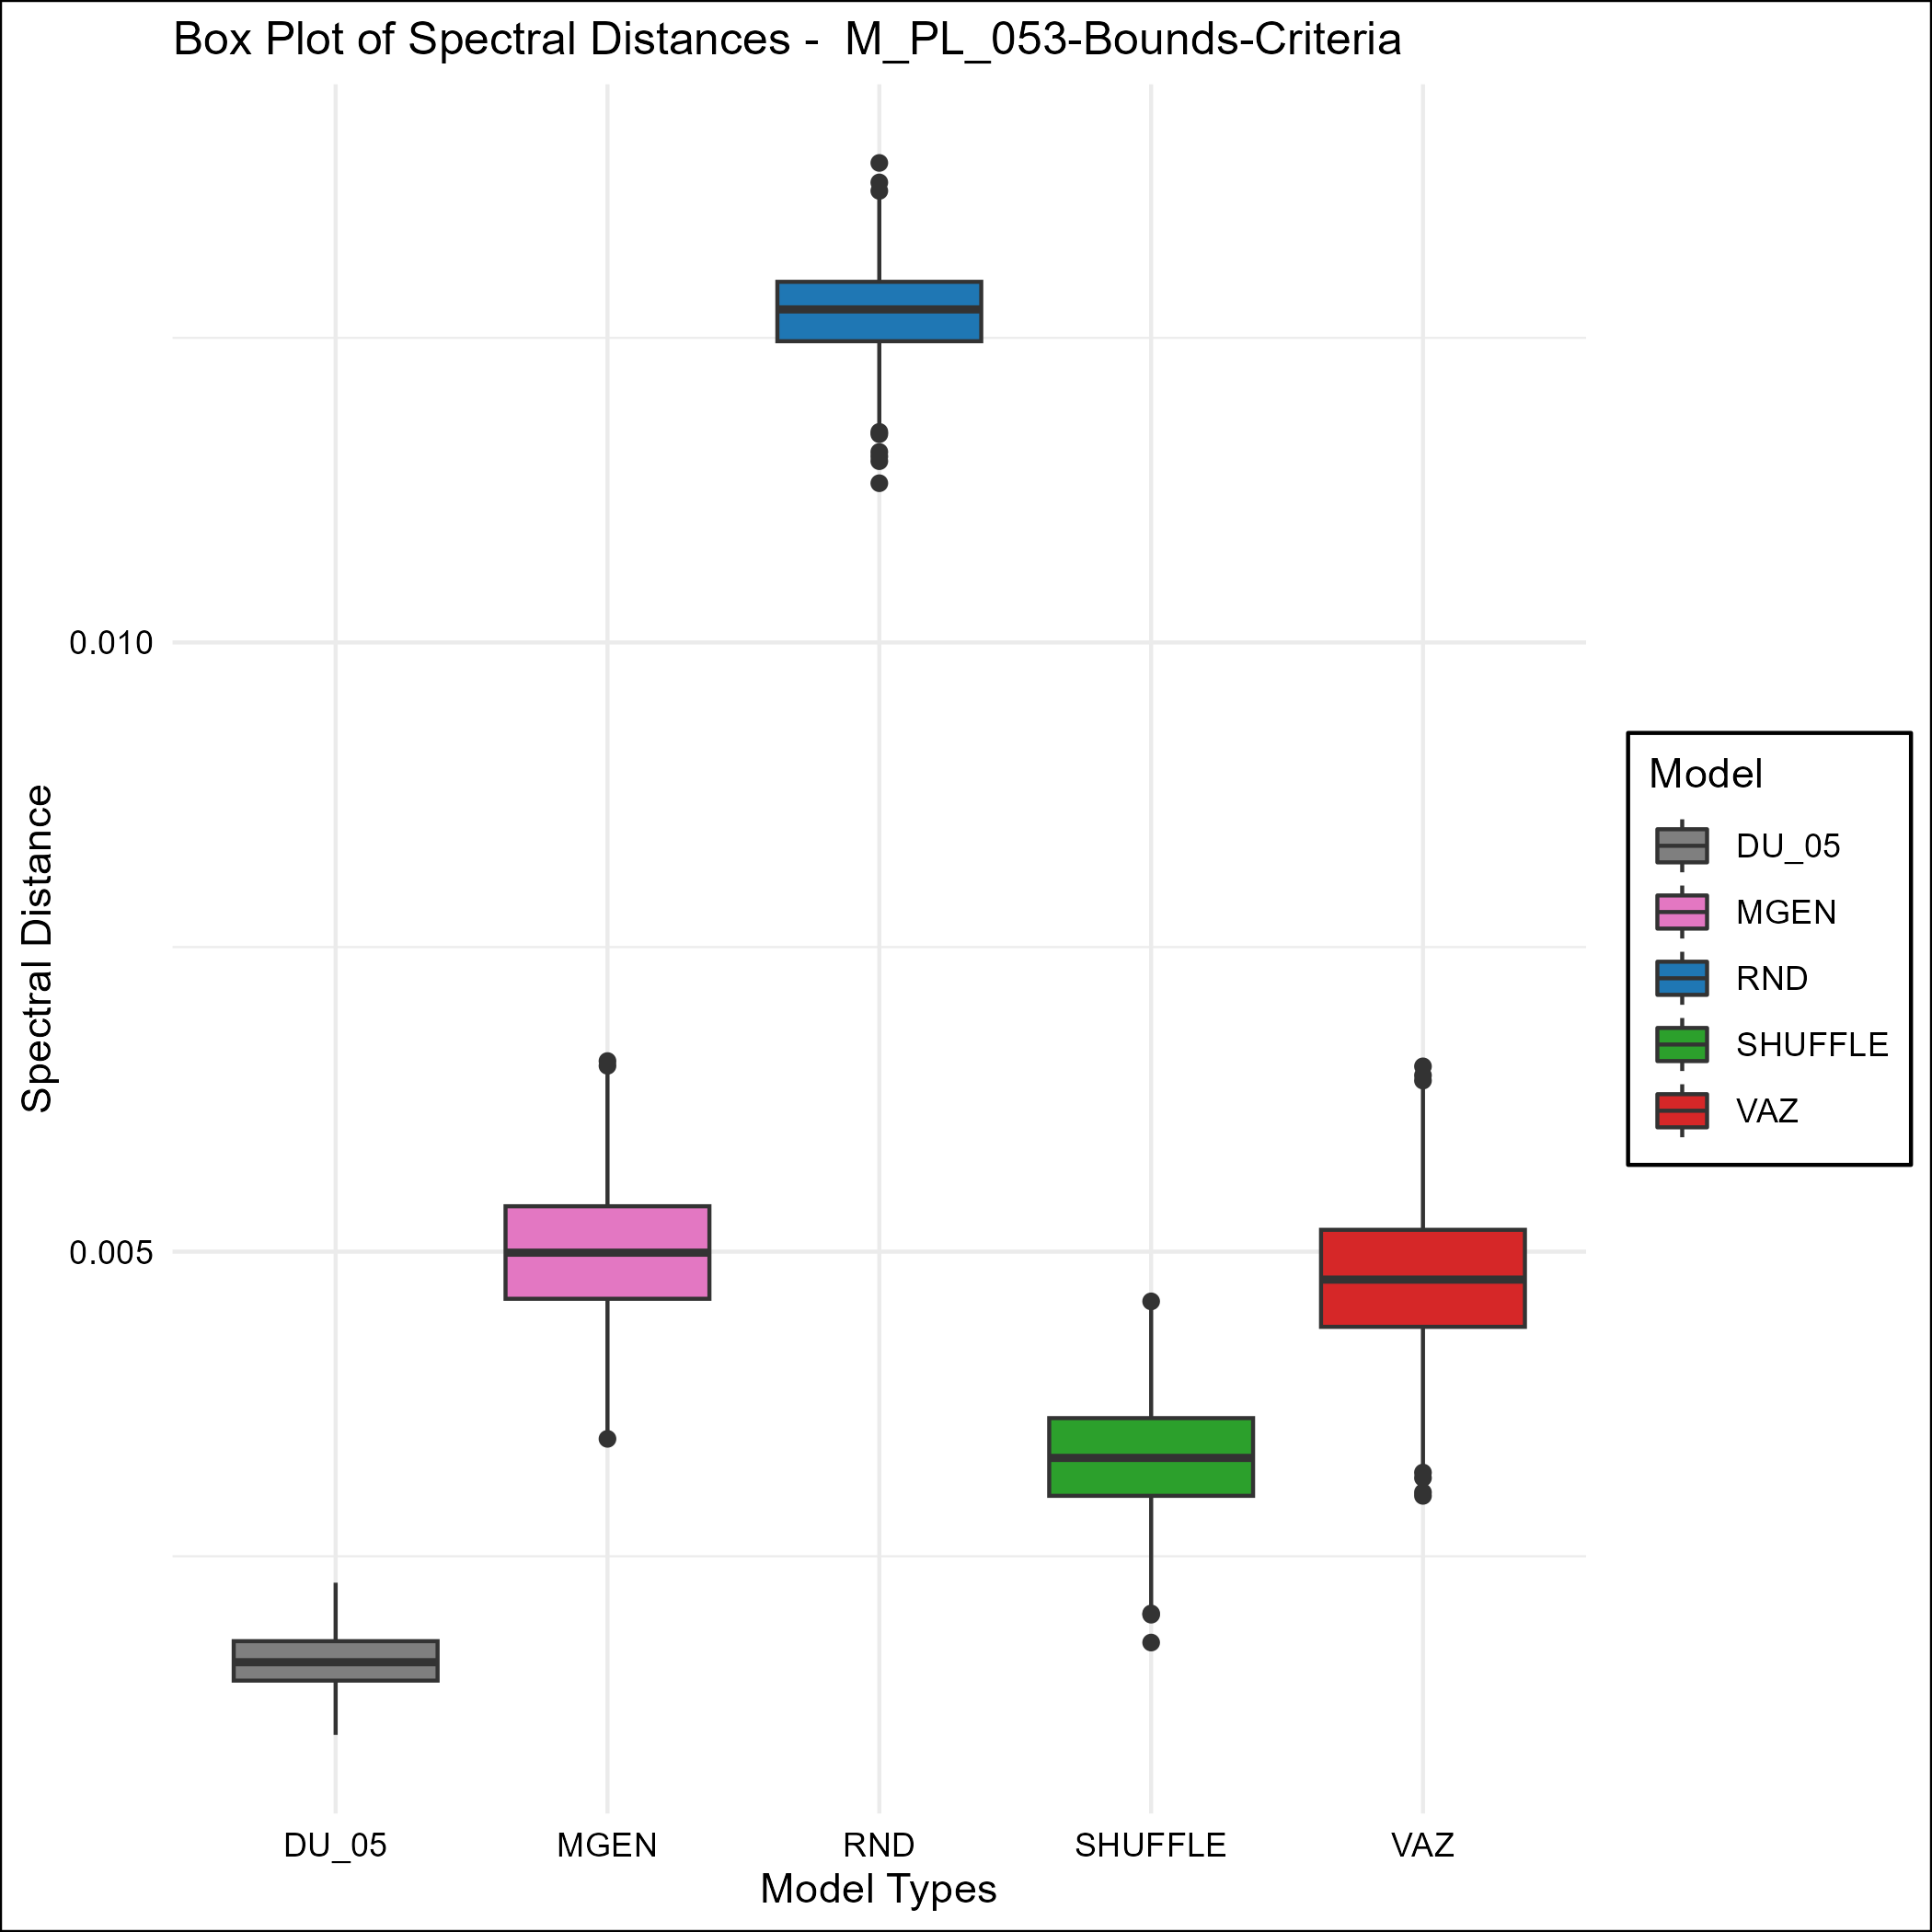 Box Plot of Spectral Distances -  M_PL_053-Bounds-Criteria
0.010
0.005
Spectral Distance
DU_05
MGEN
RND
SHUFFLE
VAZ
Model Types
Model
DU_05
MGEN
RND
SHUFFLE
VAZ